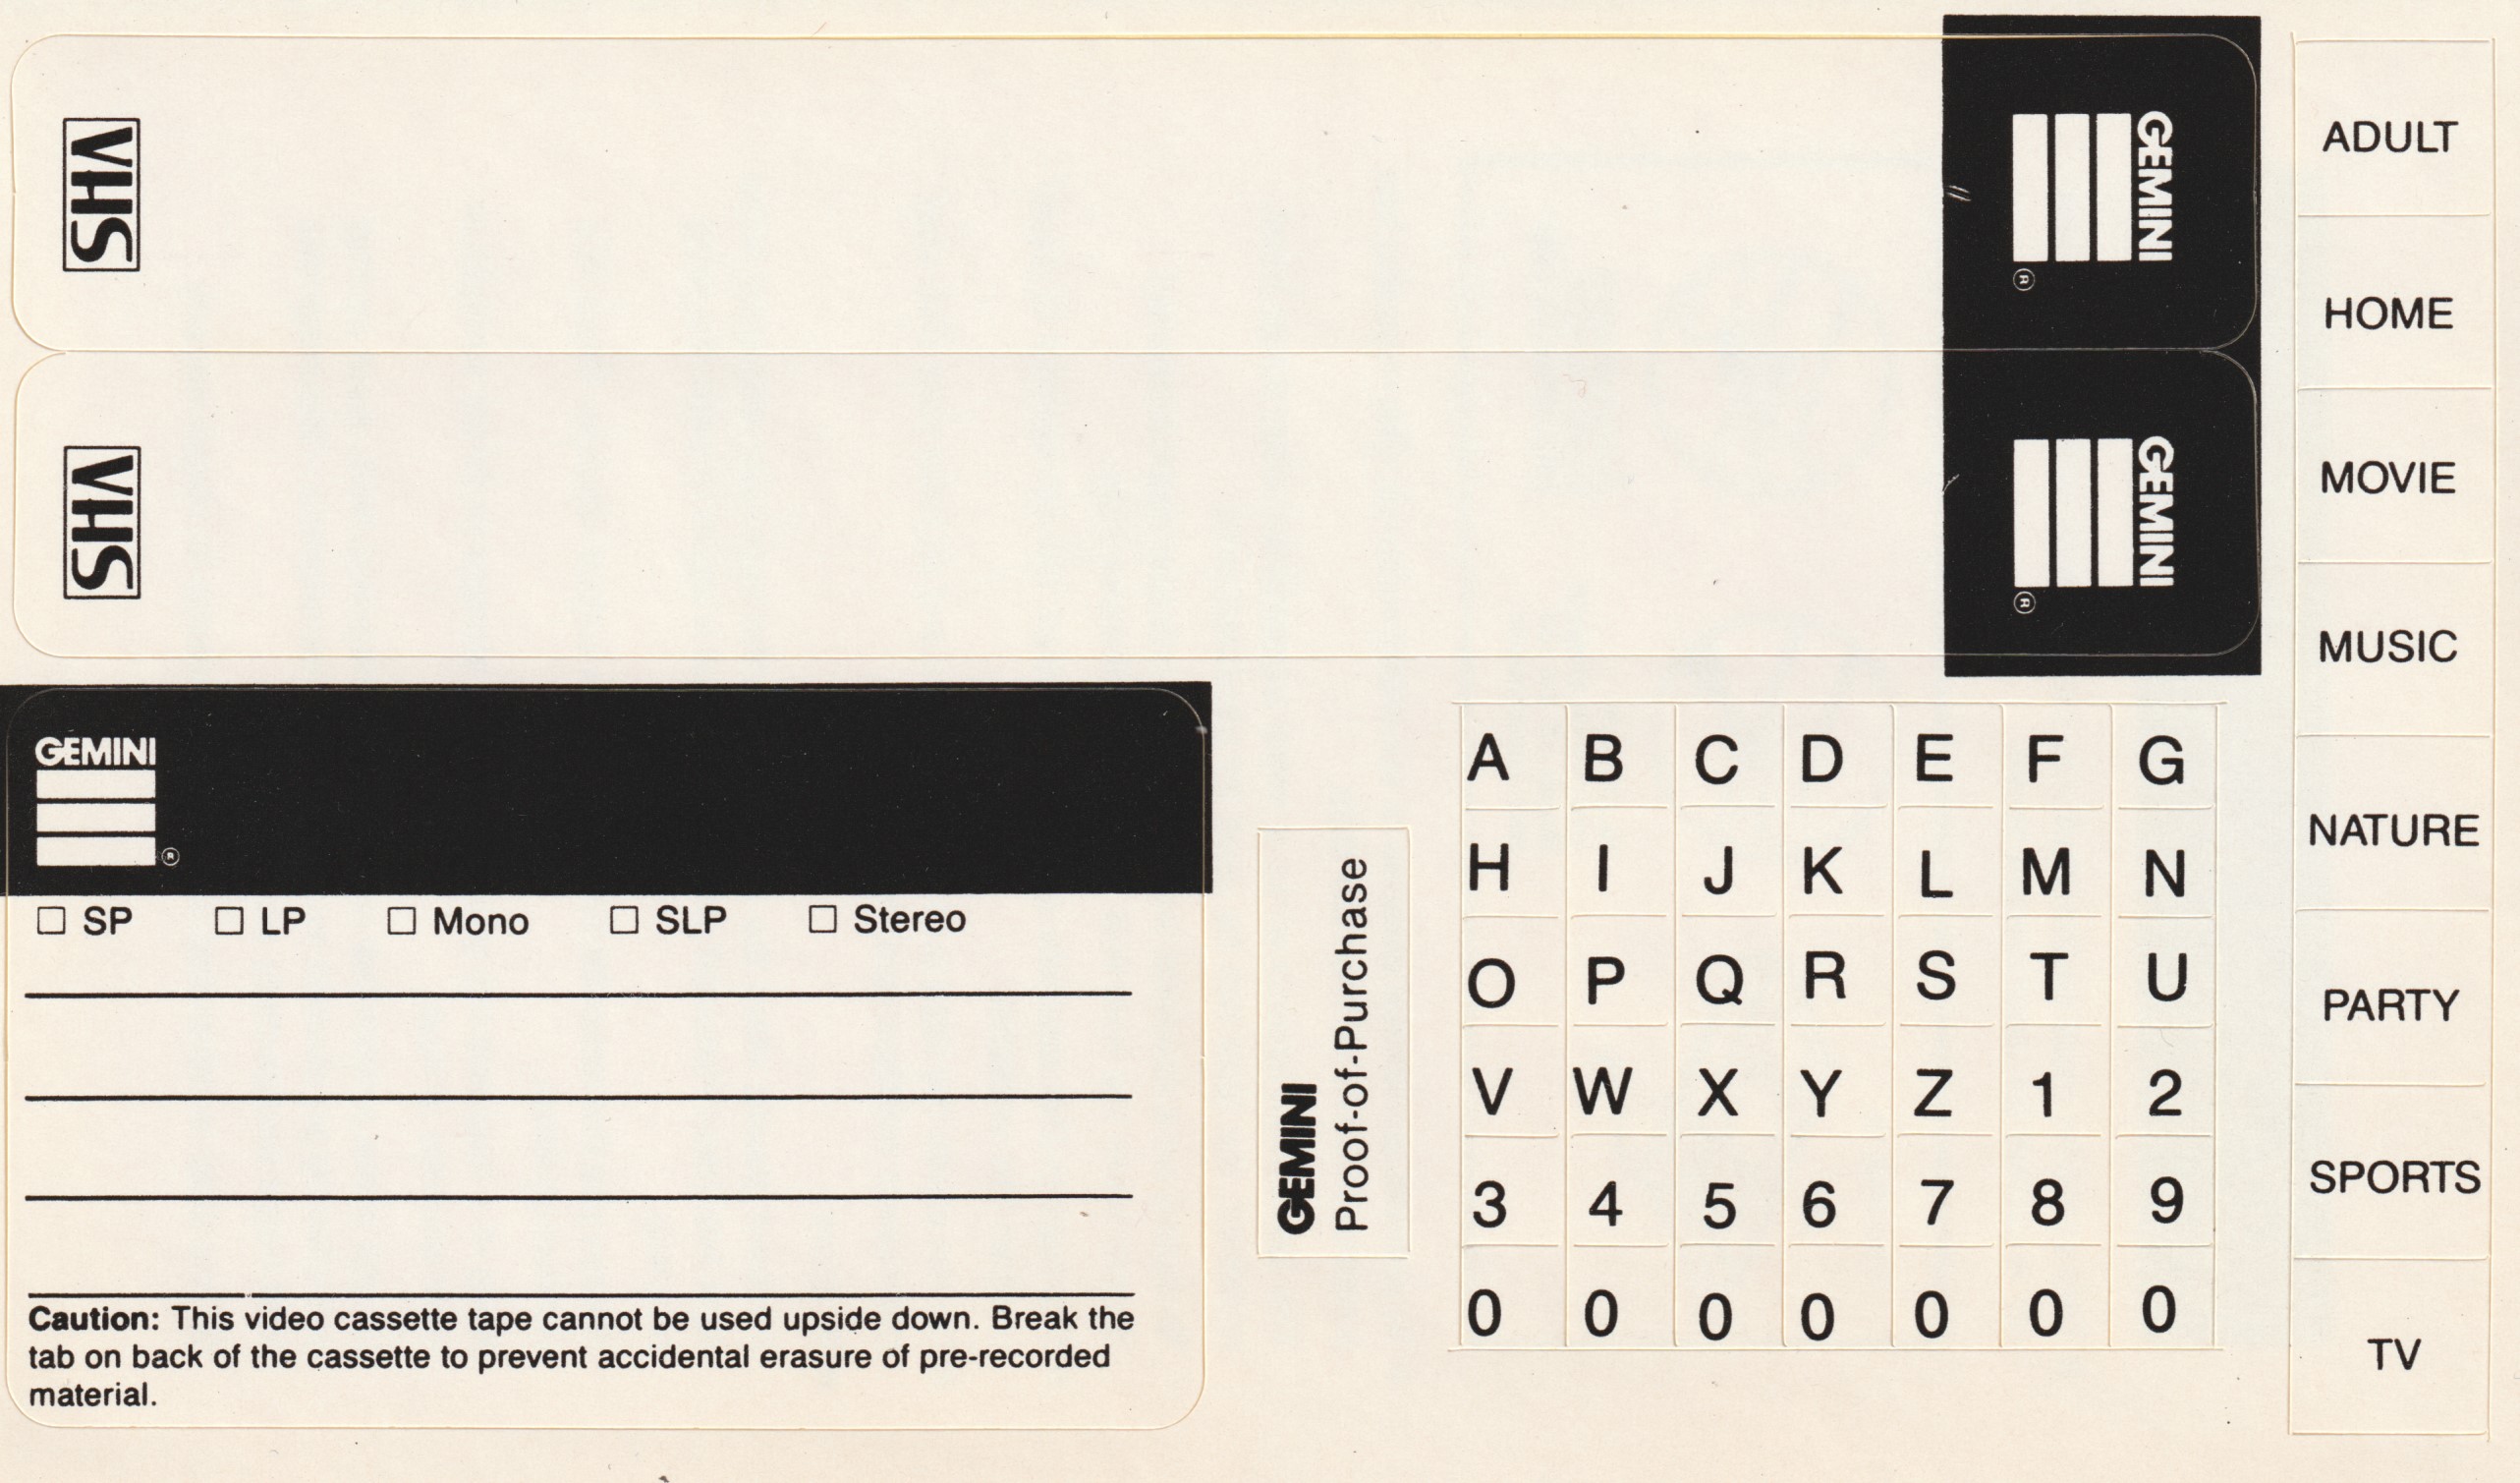 VHS
GEMINI
®
VHS
GEMINI
®
GEMINI
®
☐ SP ☐ LP ☐ Mono ☐ SLP ☐ Stereo
Caution: This video cassette tape cannot be used upside down. Break the
tab on back of the cassette to prevent accidental erasure of pre-recorded
material.
GEMINI
Proof-of-Purchase
A B C D E F G
H I J K L M N
O P Q R S T U
V W X Y Z 1 2
3 4 5 6 7 8 9
0 0 0 0 0 0 0
ADULT
HOME
MOVIE
MUSIC
NATURE
PARTY
SPORTS
TV